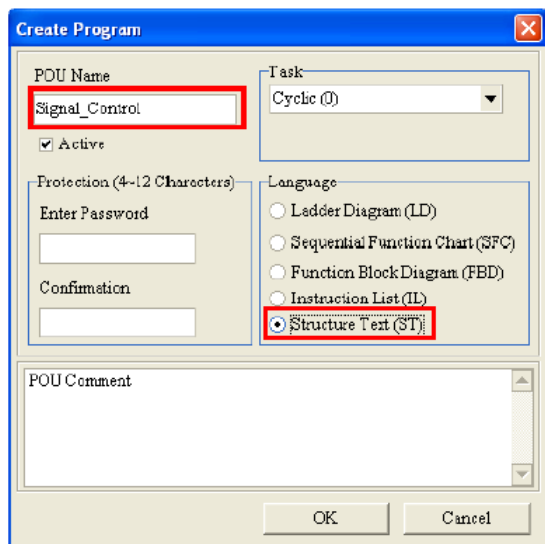 Create Program
POU Name
Signal_Control
Active
Task
Cyclic (0)
Protection (4~12 Characters)
Enter Password
Confirmation
Language
Ladder Diagram (LD)
Sequential Function Chart (SFC)
Function Block Diagram (FBD)
Instruction List (IL)
Structure Text (ST)
POU Comment
OK
Cancel